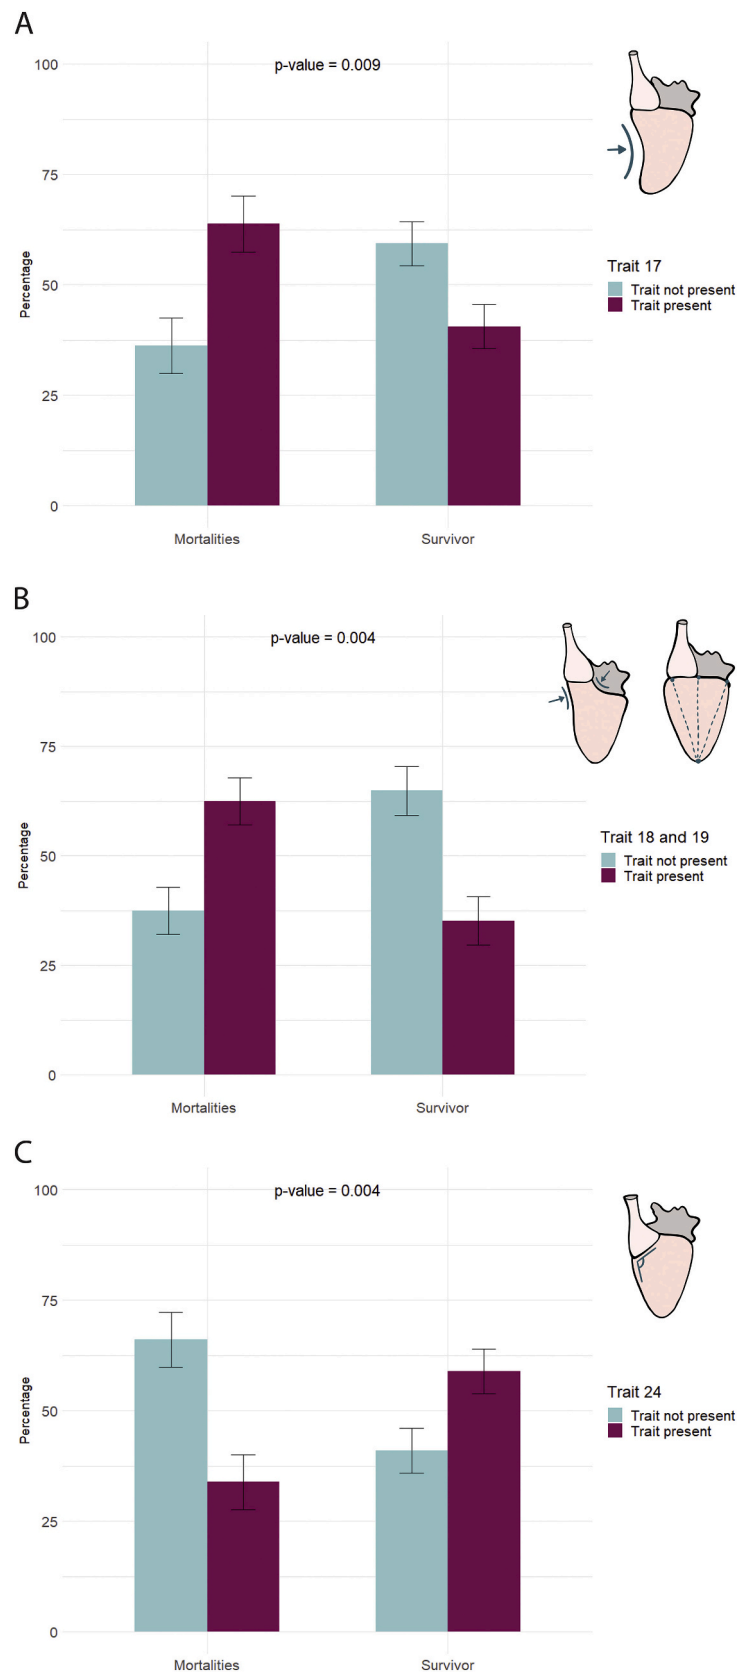 A
p-value = 0.009
100
75
50
25
0
Percentage
Mortalities
Survivor
Trait 17
Trait not present
Trait present
B
p-value = 0.004
100
75
50
25
0
Percentage
Mortalities
Survivor
Trait 18 and 19
Trait not present
Trait present
C
p-value = 0.004
100
75
50
25
0
Percentage
Mortalities
Survivor
Trait 24
Trait not present
Trait present